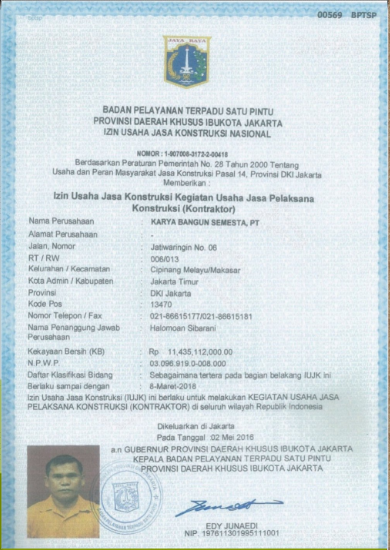 00569 BPTSP
JAYA RAYA
BADAN PELAYANAN TERPADU SATU PINTU
PROVINSI DAERAH KHUSUS IBUKOTA JAKARTA
IZIN USAHA JASA KONSTRUKSI NASIONAL
NOMOR : 1-907008-3172-2-00418
Berdasarkan Peraturan Pemerintah No. 28 Tahun 2000 Tentang
Usaha dan Peran Masyarakat Jasa Konstruksi Pasal 14, Provinsi DKI Jakarta
Memberikan :
Izin Usaha Jasa Konstruksi Kegiatan Usaha Jasa Pelaksana
Konstruksi (Kontraktor)
Nama Perusahaan : KARYA BANGUN SEMESTA, PT
Alamat Perusahaan : -
Jalan, Nomor : Jatiwaringin No. 06
RT / RW : 006/013
Kelurahan / Kecamatan : Cipinang Melayu/Makasar
Kota Admin / Kabupaten : Jakarta Timur
Provinsi : DKI Jakarta
Kode Pos : 13470
Nomor Telepon / Fax : 021-86615177/021-86615181
Nama Penanggung Jawab : Halomoan Sibarani
Perusahaan
Kekayaan Bersih (KB) : Rp 11,435,112,000.00
N.P.W.P. : 03.096.919.0-008.000
Daftar Klasifikasi Bidang : Sebagaimana tertera pada bagian belakang IUJK ini
Berlaku sampai dengan : 8-Maret-2018
Izin Usaha Jasa Konstruksi (IUJK) ini berlaku untuk melakukan KEGIATAN USAHA JASA
PELAKSANA KONSTRUKSI (KONTRAKTOR) di seluruh wilayah Republik Indonesia
Dikeluarkan di Jakarta
Pada Tanggal 02 Mei 2016
a.n GUBERNUR PROVINSI DAERAH KHUSUS IBUKOTA JAKARTA
KEPALA BADAN PELAYANAN TERPADU SATU PINTU
PROVINSI DAERAH KHUSUS IBUKOTA JAKARTA
EDY JUNAEDI
NIP. 197611301995111001